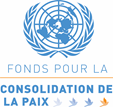 FONDS POUR LA
CONSOLIDATION DE
LA PAIX